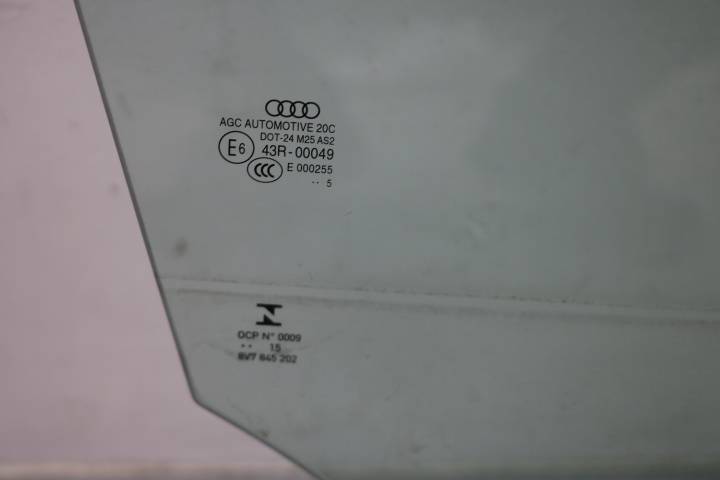 AGC AUTOMOTIVE 20C
DOT-24 M25 AS2
E6 43R-00049
CCC E 000255
·· 5
N
OCP N° 0009
·· 15
8V7 845 202